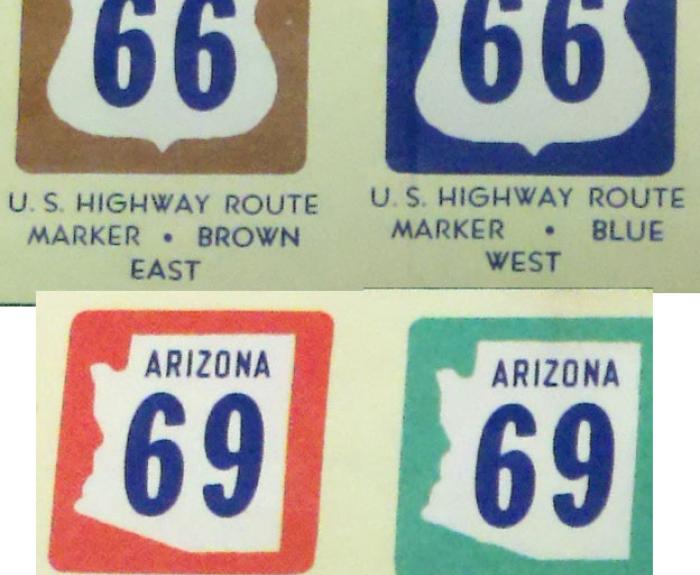 66
66
U. S. HIGHWAY ROUTE
MARKER • BROWN
EAST
U. S. HIGHWAY ROUTE
MARKER • BLUE
WEST
ARIZONA
69
ARIZONA
69